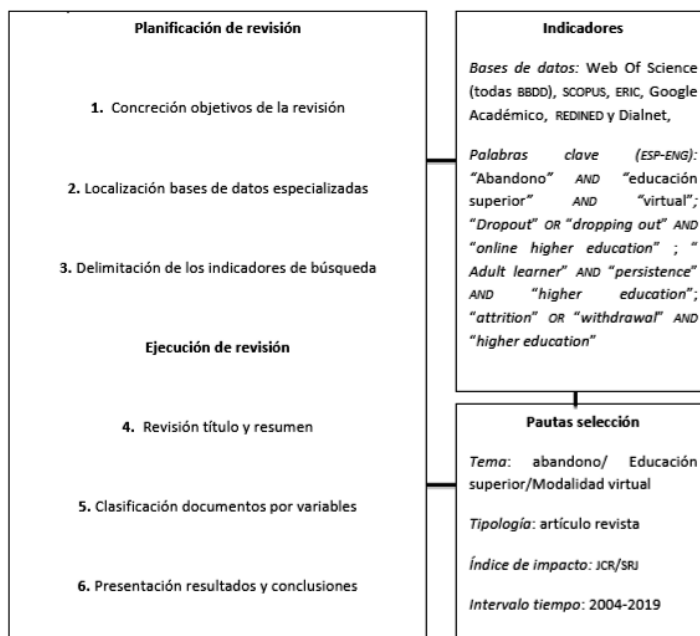 Planificación de revisión
1. Concreción objetivos de la revisión
2. Localización bases de datos especializadas
3. Delimitación de los indicadores de búsqueda
Ejecución de revisión
4. Revisión título y resumen
5. Clasificación documentos por variables
6. Presentación resultados y conclusiones
Indicadores
Bases de datos: Web Of Science
(todas BBDD), SCOPUS, ERIC, Google
Académico, REDINED y Dialnet,
Palabras clave (ESP-ENG):
“Abandono” AND “educación
superior” AND “virtual”;
“Dropout” OR “dropping out” AND
“online higher education” ; “
Adult learner” AND “persistence”
AND “higher education”;
“attrition” OR “withdrawal” AND
“higher education”
Pautas selección
Tema: abandono/ Educación
superior/Modalidad virtual
Tipología: artículo revista
Índice de impacto: JCR/SRJ
Intervalo tiempo: 2004-2019